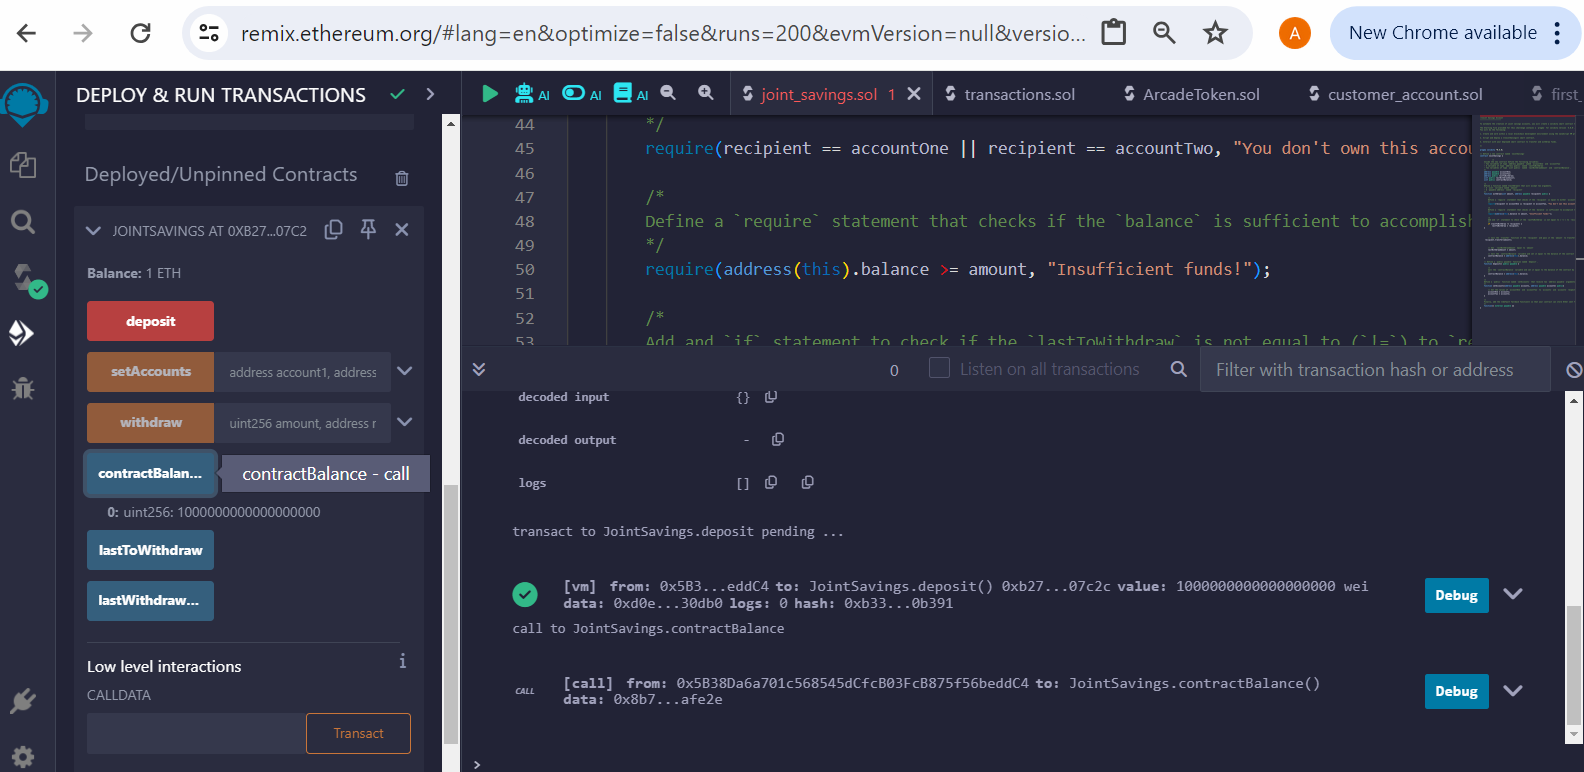 remix.ethereum.org/#lang=en&optimize=false&runs=200&evmVersion=null&versio...
A
New Chrome available
DEPLOY & RUN TRANSACTIONS
Deployed/Unpinned Contracts
JOINTSAVINGS AT 0XB27...07C2
Balance: 1 ETH
deposit
setAccounts address account1, address
withdraw uint256 amount, address r
contractBalan... contractBalance - call
0: uint256: 1000000000000000000
lastToWithdraw
lastWithdraw...
Low level interactions i
CALLDATA
Transact
AI AI AI joint_savings.sol 1 transactions.sol ArcadeToken.sol customer_account.sol first_
44 */
45 require(recipient == accountOne || recipient == accountTwo, "You don't own this accou
46
47 /*
48 Define a `require` statement that checks if the `balance` is sufficient to accomplish
49 */
50 require(address(this).balance >= amount, "Insufficient funds!");
51
52 /*
53 Add and `if` statement to check if the `lastToWithdraw` is not equal to (`!=`) to `re
0 Listen on all transactions Filter with transaction hash or address
decoded input {}
decoded output -
logs []
transact to JointSavings.deposit pending ...
[vm] from: 0x5B3...eddC4 to: JointSavings.deposit() 0xb27...07c2c value: 1000000000000000000 wei
data: 0xd0e...30db0 logs: 0 hash: 0xb33...0b391
Debug
call to JointSavings.contractBalance
CALL [call] from: 0x5B38Da6a701c568545dCfcB03FcB875f56beddC4 to: JointSavings.contractBalance()
data: 0x8b7...afe2e
Debug
>